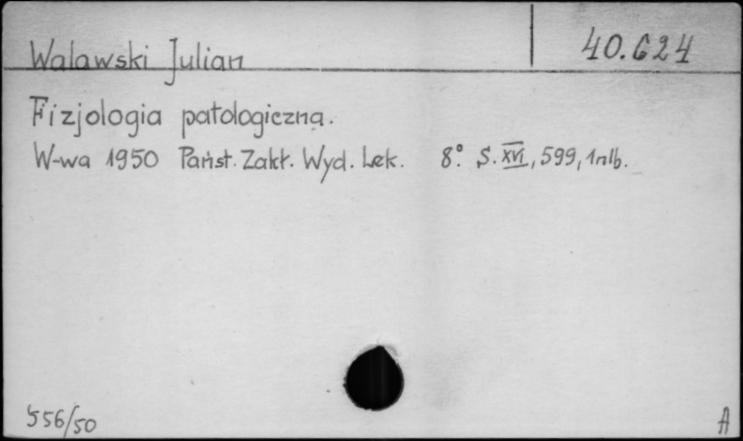 40.624
Walawski Julian
Fizjologia patologiczna.
W-wa 1950 Państ. Zakł. Wyd. Lek. 8° S. XVI, 599, 1nlb.
556/50
A